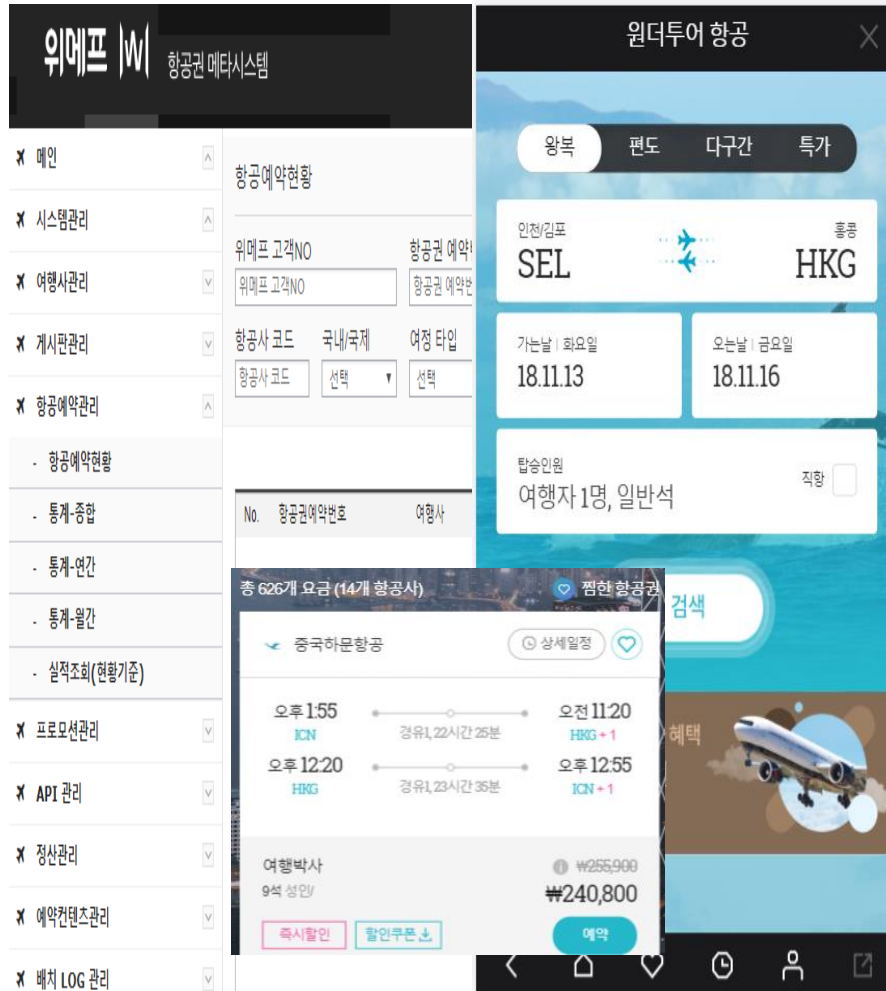 위메프 W 항공권 메타시스템
메인
시스템관리
여행사관리
게시판관리
항공예약관리
- 항공예약현황
- 통계-종합
- 통계-연간
- 통계-월간
- 실적조회(현황기준)
프로모션관리
API 관리
정산관리
예약컨텐츠관리
배치 LOG 관리
항공예약현황
위메프 고객NO 항공권 예약
위메프 고객NO 항공권 예약번
항공사 코드 국내/국제 여정 타입
항공사 코드 선택 선택
No. 항공권예약번호 여행사
원더투어 항공 X
왕복 편도 다구간 특가
인천/김포 홍콩
SEL HKG
가는날 | 화요일 오는날 | 금요일
18.11.13 18.11.16
탑승인원
여행자 1명, 일반석 직항
검색
혜택
총 626개 요금 (14개 항공사) 찜한 항공권
중국하문항공 상세일정
오후 1:55 오전 11:20
ICN 경유1, 22시간 25분 HKG + 1
오후 12:20 오후 12:55
HKG 경유1, 23시간 35분 ICN + 1
여행박사 ₩255,900
9석 성인/ ₩240,800
즉시할인 할인쿠폰 예약